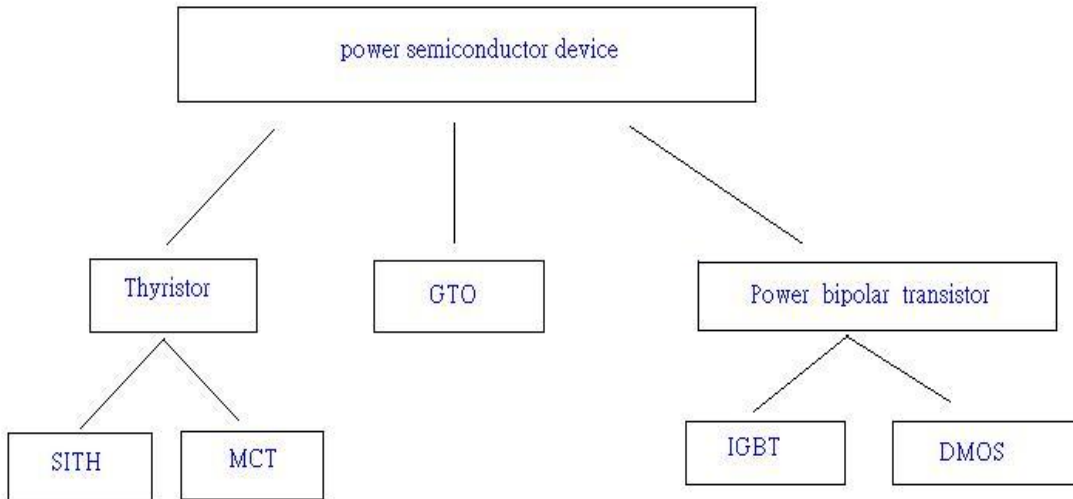 power semiconductor device
Thyristor
GTO
Power bipolar transistor
SITH
MCT
IGBT
DMOS